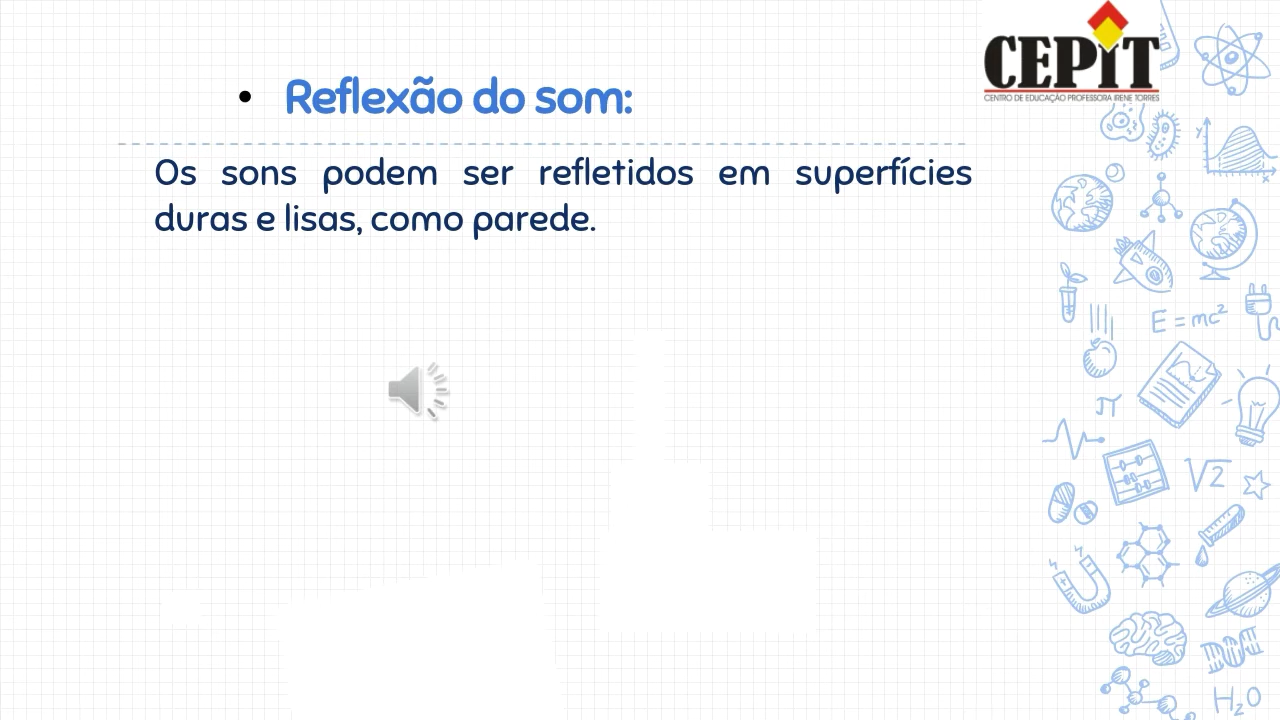 CEPIT
CENTRO DE EDUCAÇÃO PROFESSORA IRENE TORRES
• Reflexão do som:
Os sons podem ser refletidos em superfícies
duras e lisas, como parede.
y
x
E = mc²
π
√2
H₂O